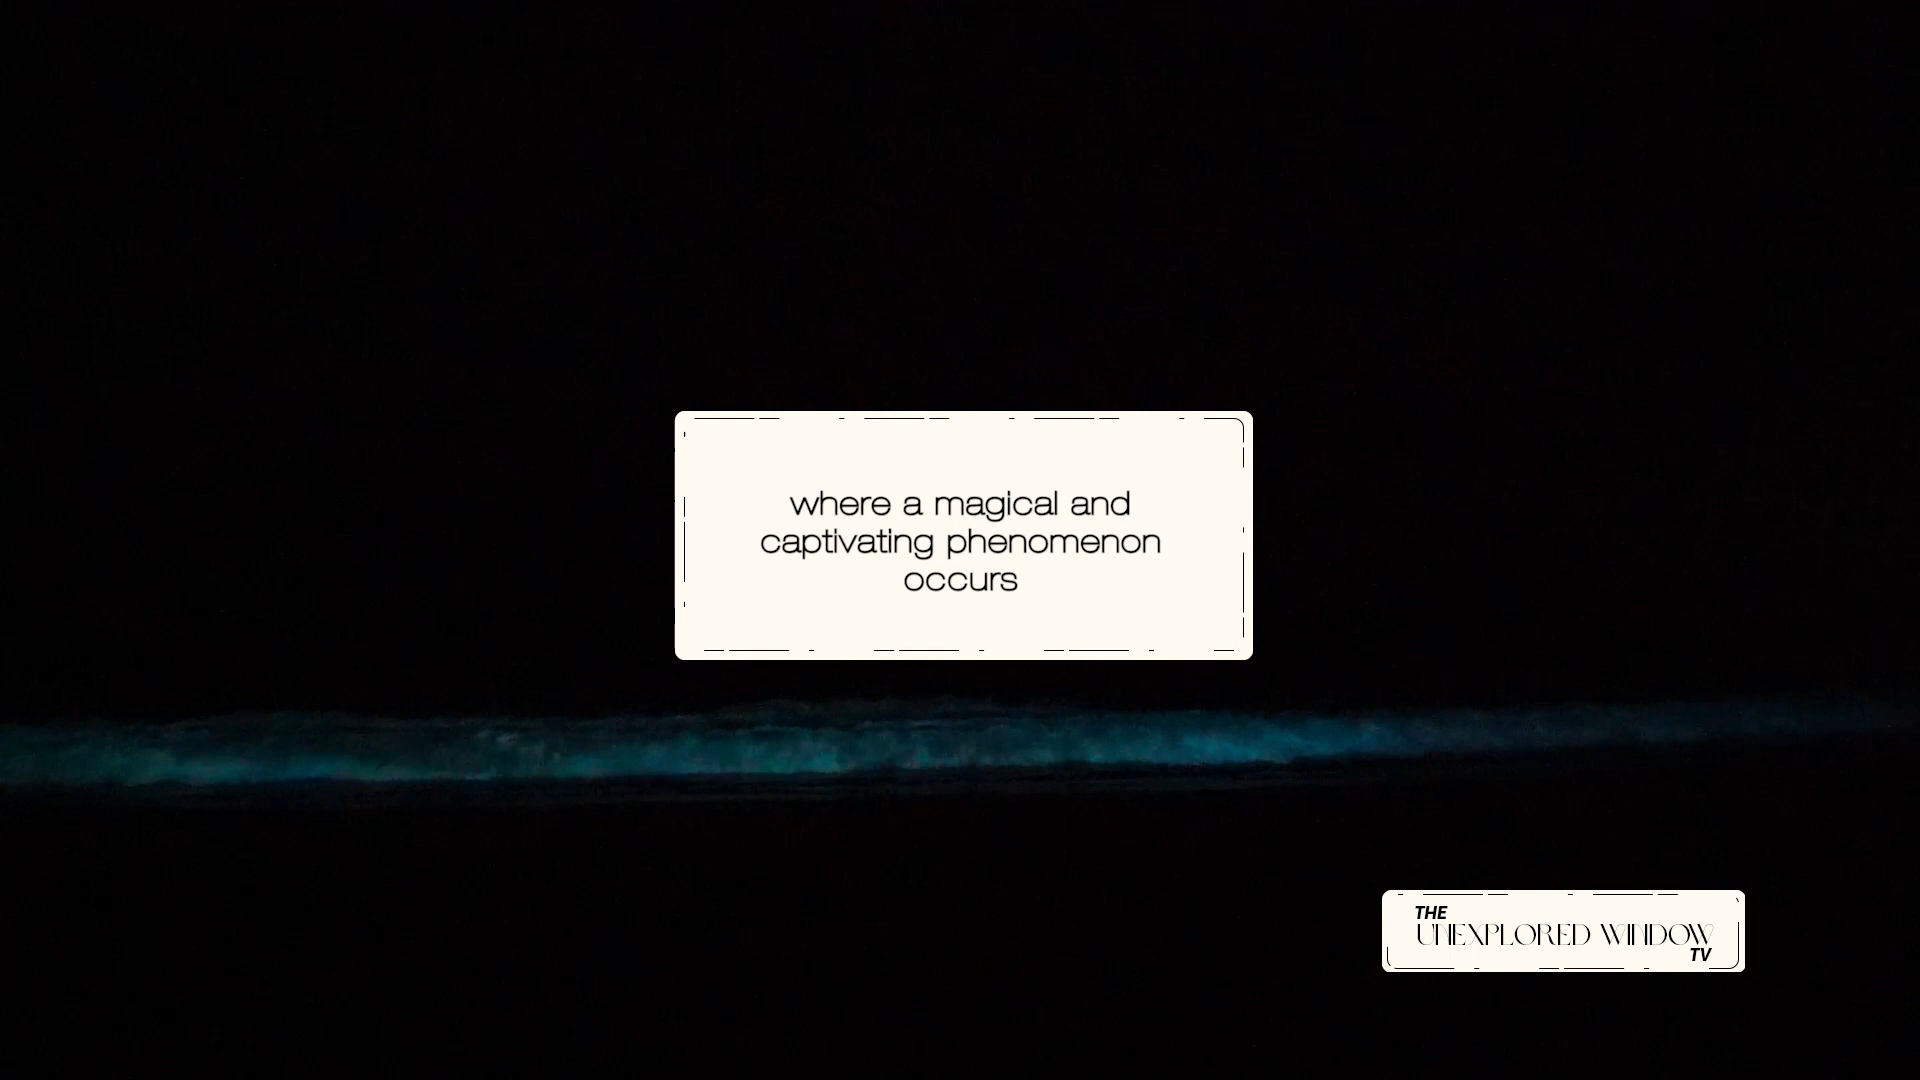 where a magical and
captivating phenomenon
occurs
THE
UNEXPLORED WINDOW
TV